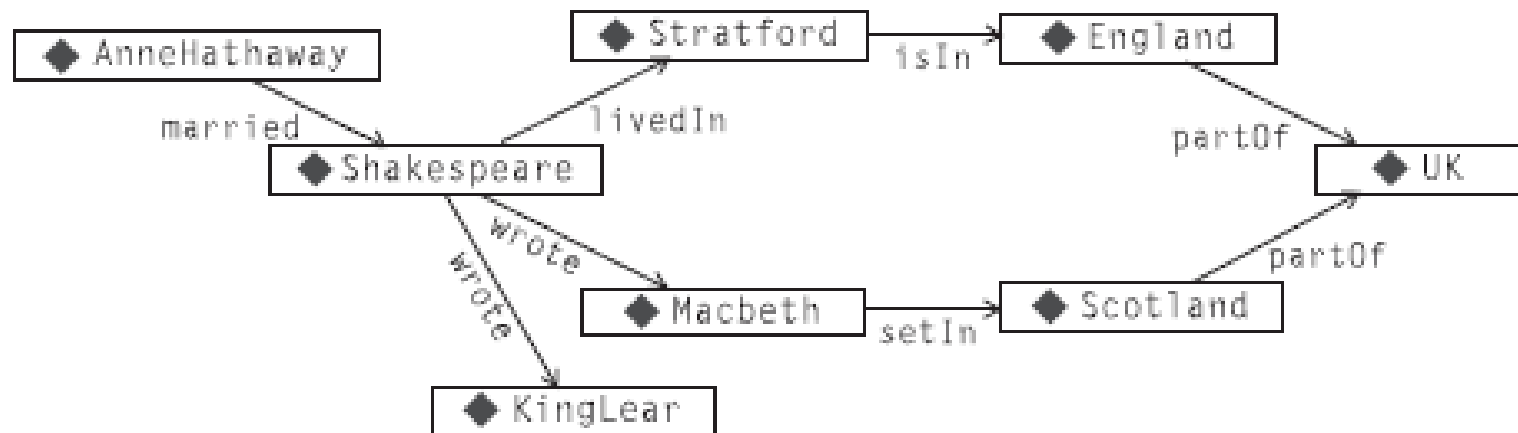 Stratford
England
AnneHathaway
isIn
married
livedIn
partOf
Shakespeare
UK
wrote
wrote
partOf
Macbeth
Scotland
setIn
KingLear